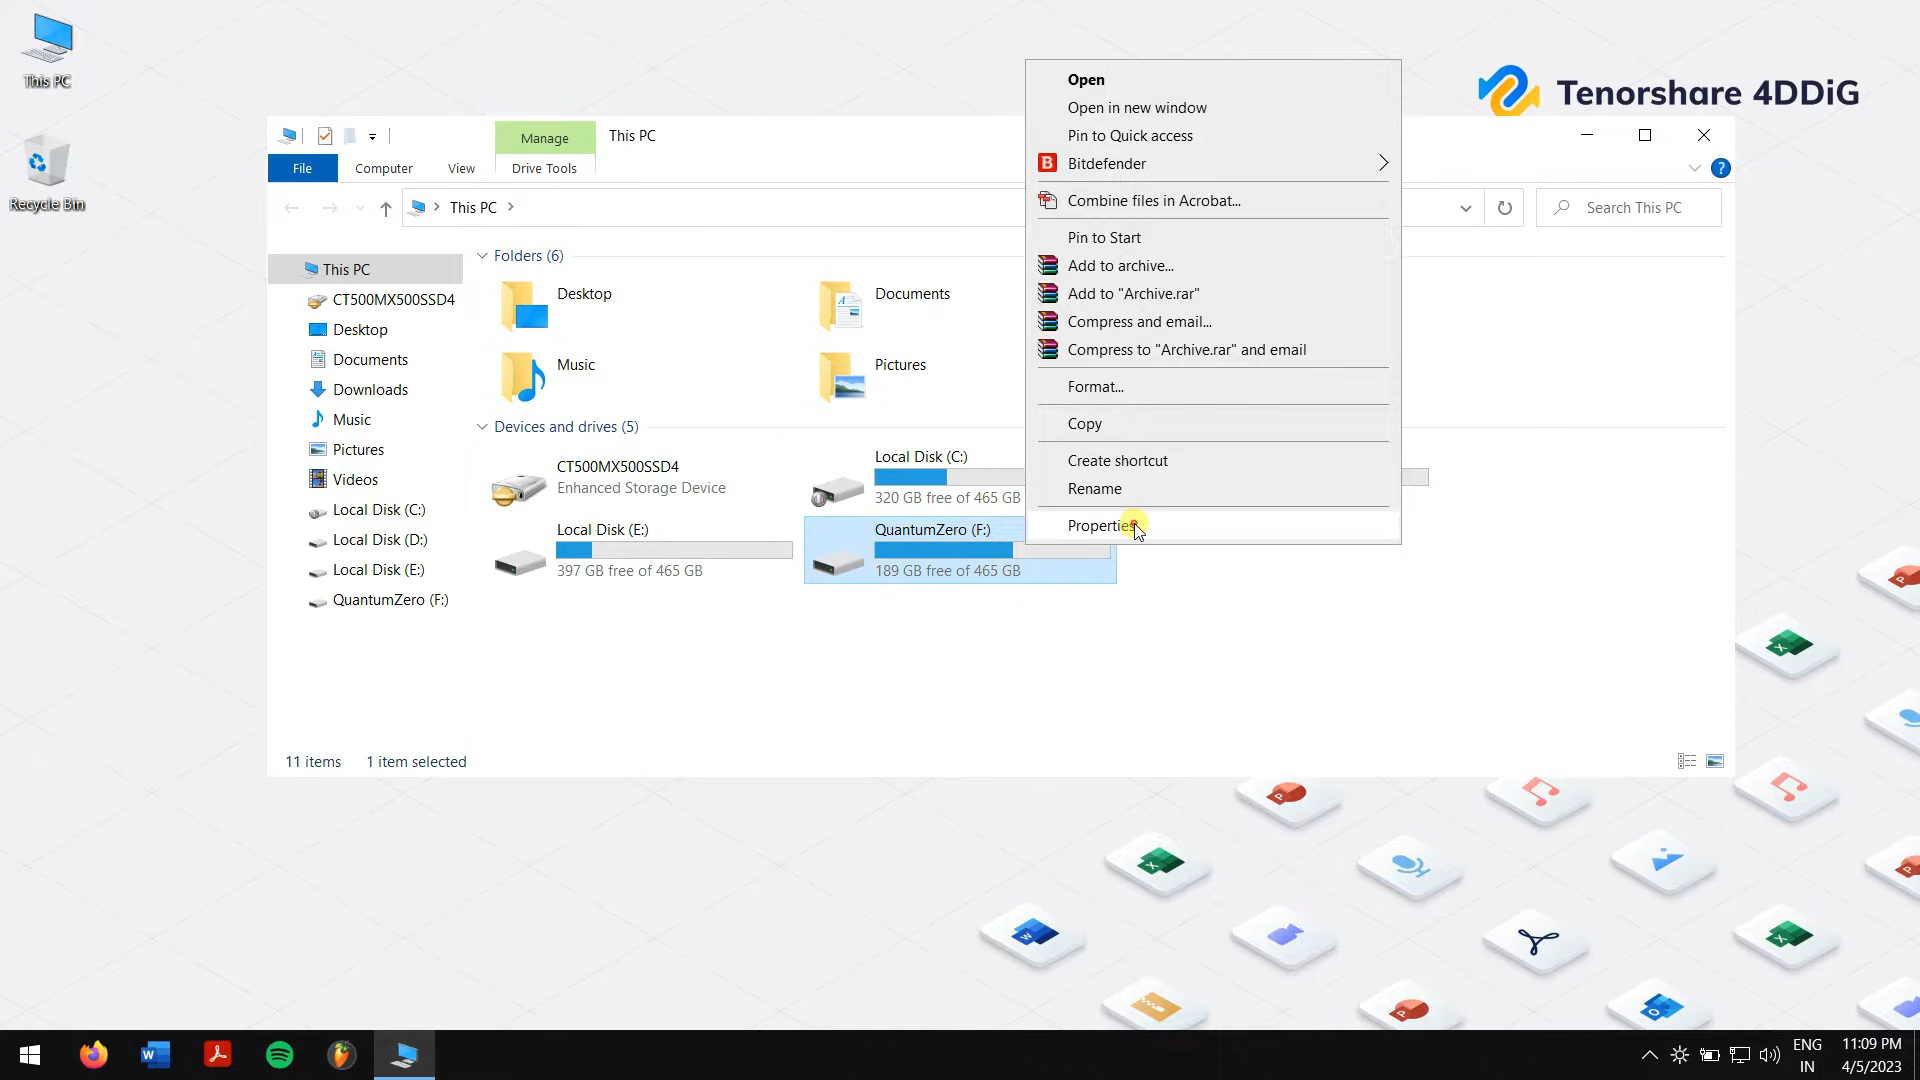 This PC
Recycle Bin
Tenorshare 4DDiG
Manage
This PC
File
Computer
View
Drive Tools
This PC
Search This PC
This PC
CT500MX500SSD4
Desktop
Documents
Downloads
Music
Pictures
Videos
Local Disk (C:)
Local Disk (D:)
Local Disk (E:)
QuantumZero (F:)
Folders (6)
Desktop
Documents
Music
Pictures
Devices and drives (5)
CT500MX500SSD4
Enhanced Storage Device
Local Disk (C:)
320 GB free of 465 GB
Local Disk (E:)
397 GB free of 465 GB
QuantumZero (F:)
189 GB free of 465 GB
Open
Open in new window
Pin to Quick access
B
Bitdefender
Combine files in Acrobat...
Pin to Start
Add to archive...
Add to "Archive.rar"
Compress and email...
Compress to "Archive.rar" and email
Format...
Copy
Create shortcut
Rename
Properties
11 items
1 item selected
ENG
IN
11:09 PM
4/5/2023